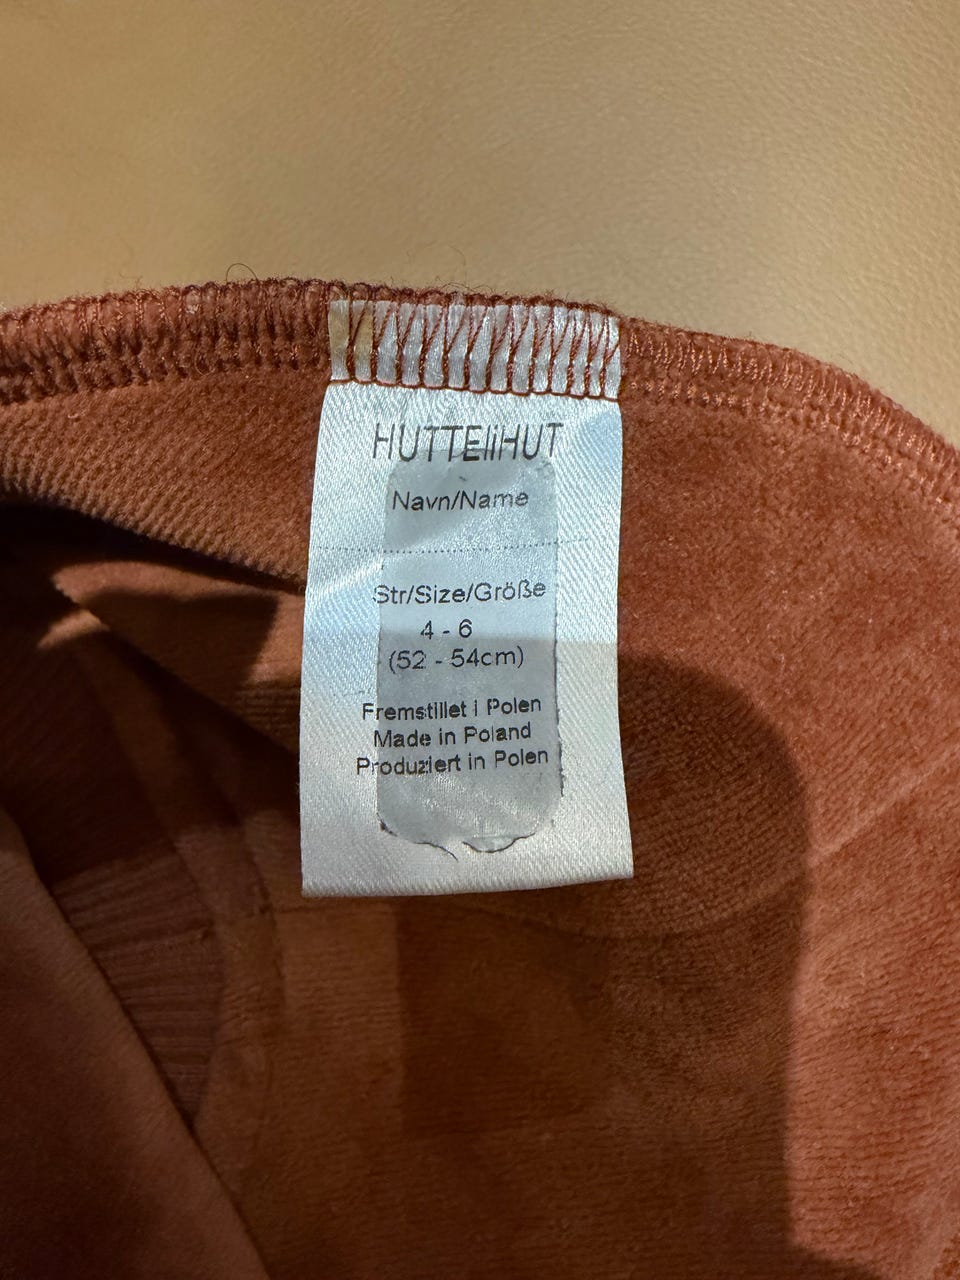 HUTTEliHUT
Navn/Name
Str/Size/Größe
4 - 6
(52 - 54cm)
Fremstillet i Polen
Made in Poland
Produziert in Polen